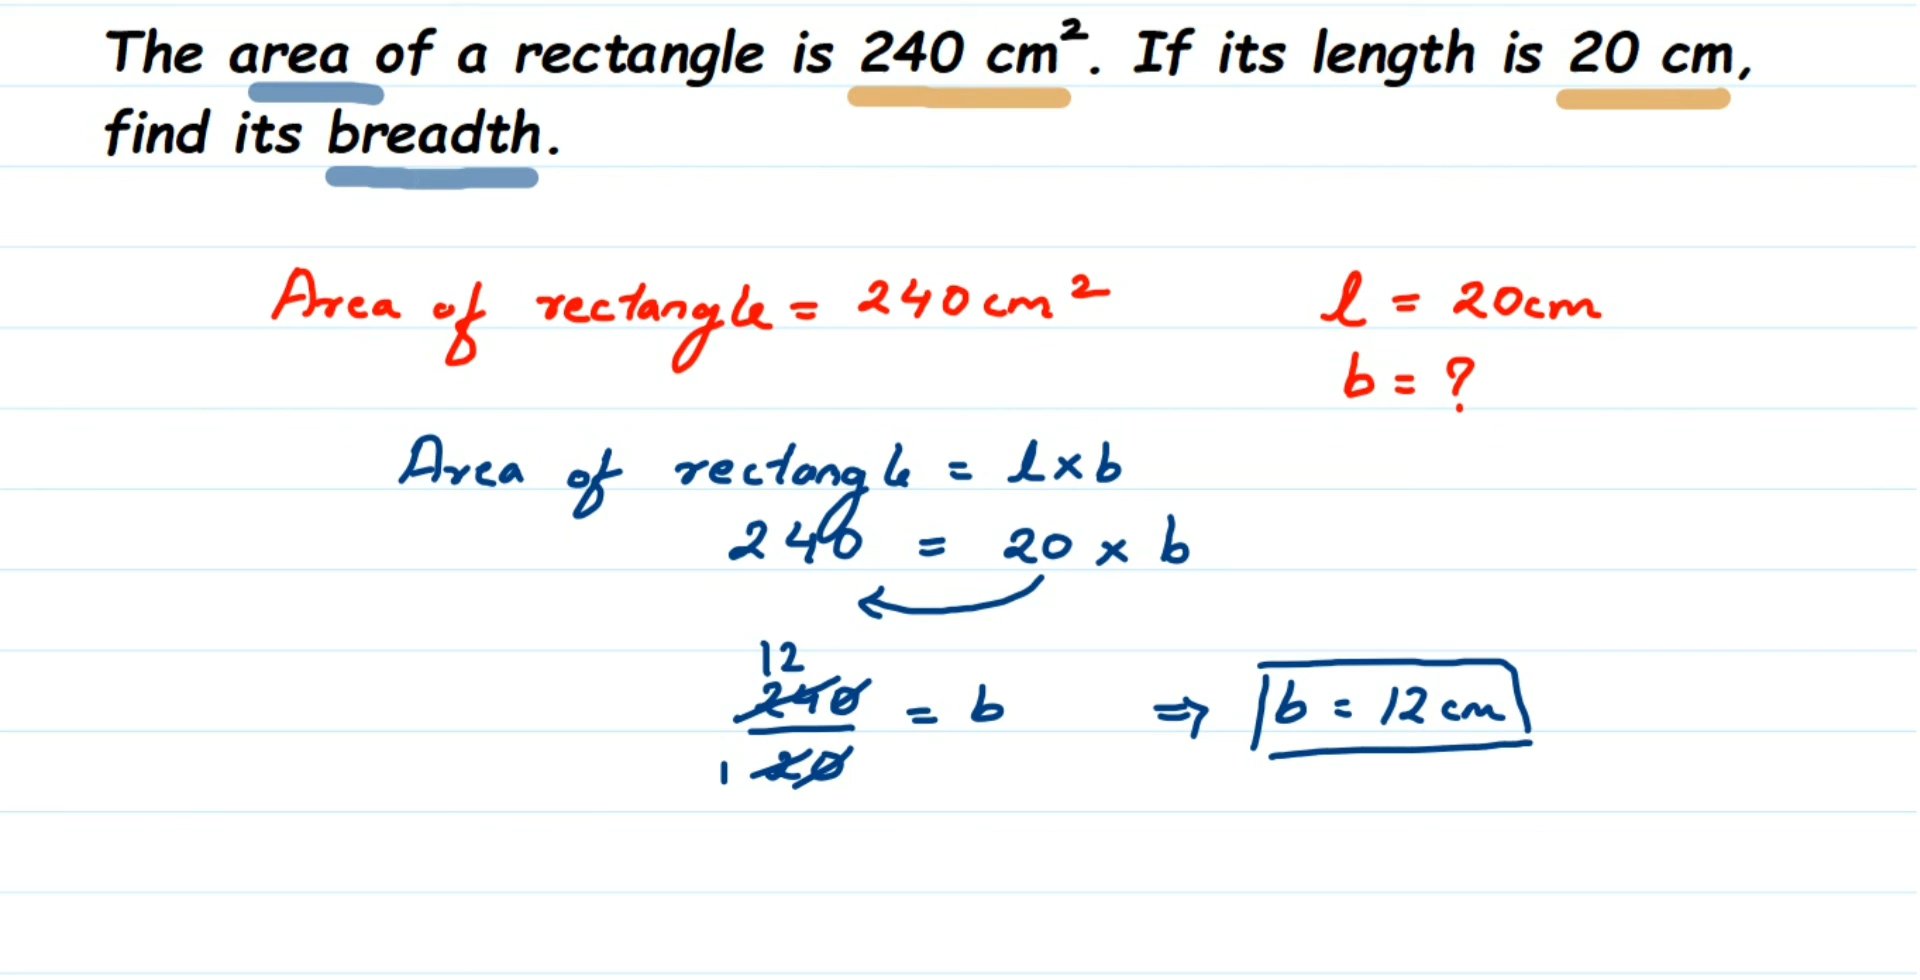 The area of a rectangle is 240 cm². If its length is 20 cm,
find its breadth.
Area of rectangle = 240 cm² l = 20cm
b = ?
Area of rectangle = l × b
240 = 20 × b
12
240 = b ⇒ b = 12 cm
1 20